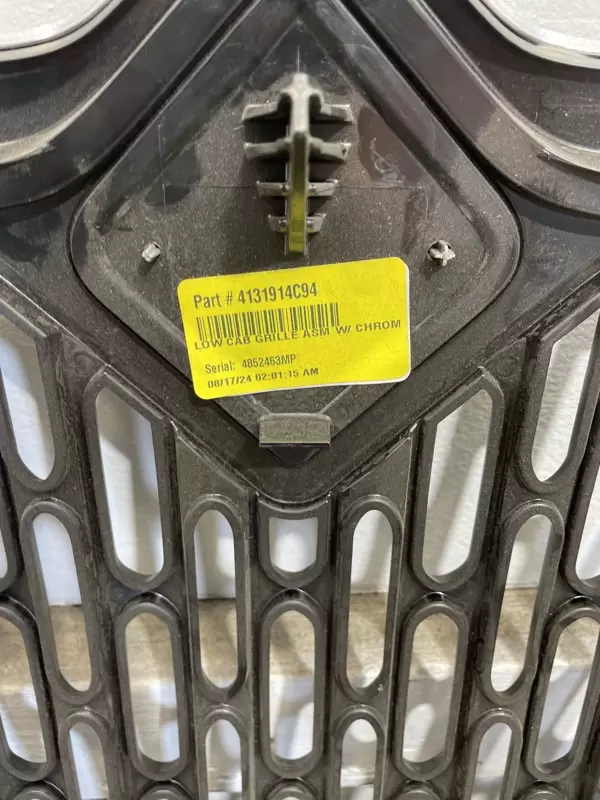 Part # 4131914C94
LOW CAB GRILLE ASM W/ CHROM
Serial: 4852463MP
08/17/24 02:01:15 AM